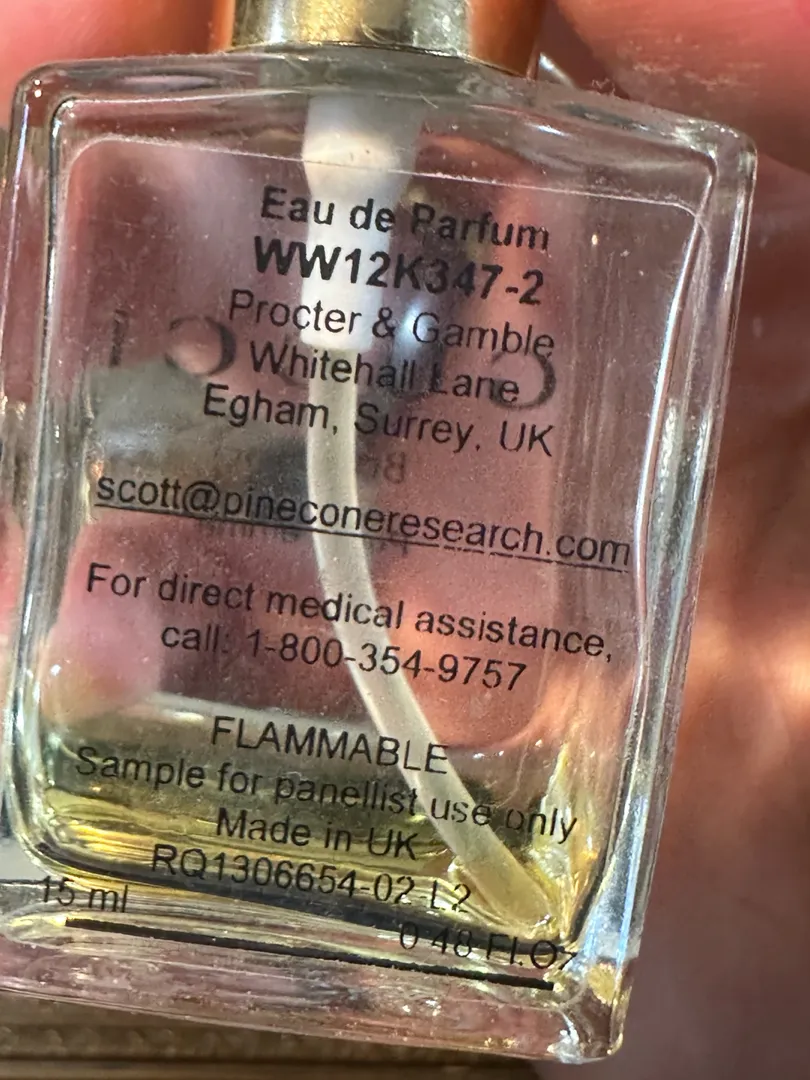 Eau de Parfum
WW12K347-2
Procter & Gamble
Whitehall Lane
Egham, Surrey, UK
scott@pineconeresearch.com
For direct medical assistance,
call: 1-800-354-9757
FLAMMABLE
Sample for panellist use only
Made in UK
RQ1306654-02-L2
15 ml
0.48 FL.Oz